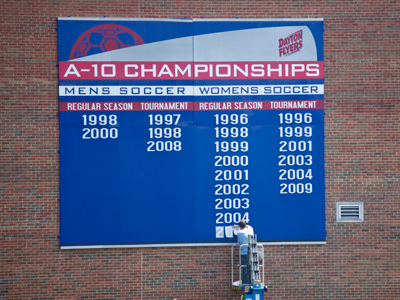 DAYTON
FLYERS
A-10 CHAMPIONSHIPS
MENS SOCCER WOMENS SOCCER
REGULAR SEASON TOURNAMENT REGULAR SEASON TOURNAMENT
1998 1997 1996 1996
2000 1998 1998 1999
2008 1999 2001
2000 2003
2001 2004
2002 2009
2003
2004